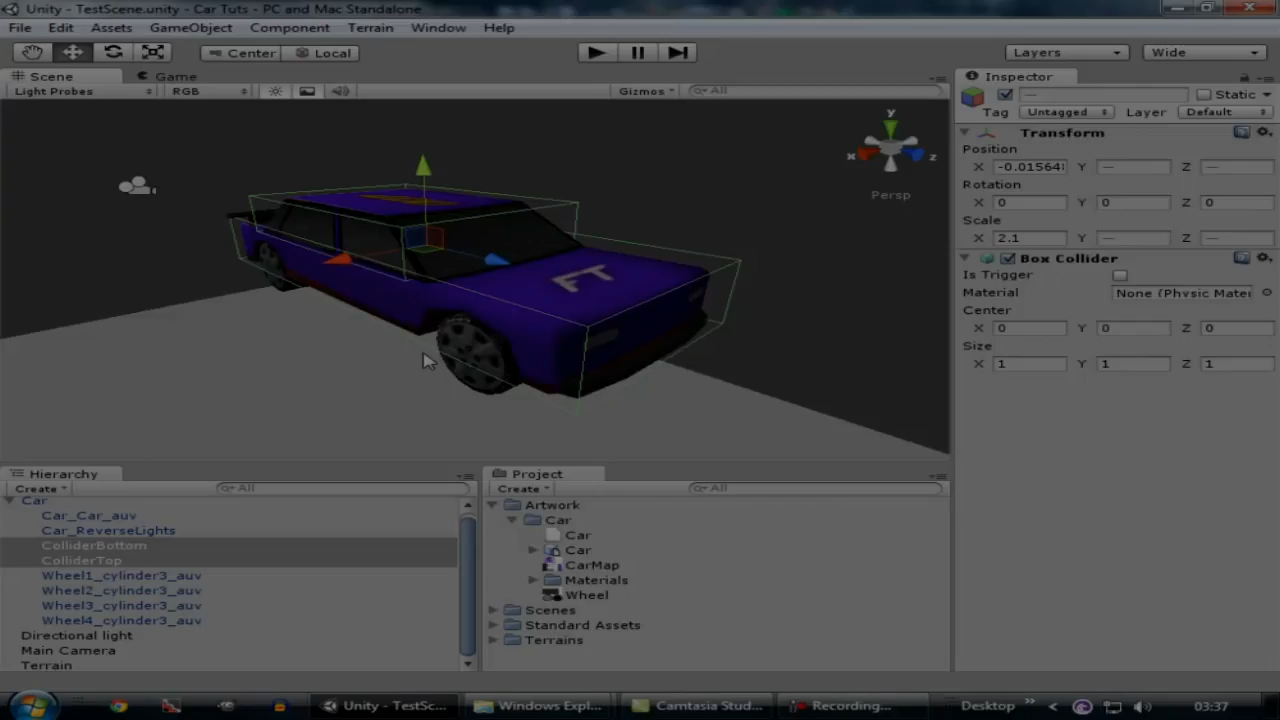 Unity - TestScene.unity - Car Tuts - PC and Mac Standalone
File Edit Assets GameObject Component Terrain Window Help
Center Local Layers Wide
Scene Game Inspector
Light Probes RGB Gizmos All
Static
Tag Untagged Layer Default
Transform
Position
X -0.01564 Y — Z —
Rotation
X 0 Y 0 Z 0
Scale
X 2.1 Y — Z —
Box Collider
Is Trigger
Material None (Physic Mater
Center
X 0 Y 0 Z 0
Size
X 1 Y 1 Z 1
y
x z
Persp
FT
Hierarchy
Create All
Car
Car_Car_auv
Car_ReverseLights
ColliderBottom
ColliderTop
Wheel1_cylinder3_auv
Wheel2_cylinder3_auv
Wheel3_cylinder3_auv
Wheel4_cylinder3_auv
Directional light
Main Camera
Terrain
Project
Create All
Artwork
Car
Car
Car
CarMap
Materials
Wheel
Scenes
Standard Assets
Terrains
Unity - TestSc... Windows Expl... Camtasia Stud... Recording... Desktop 03:37